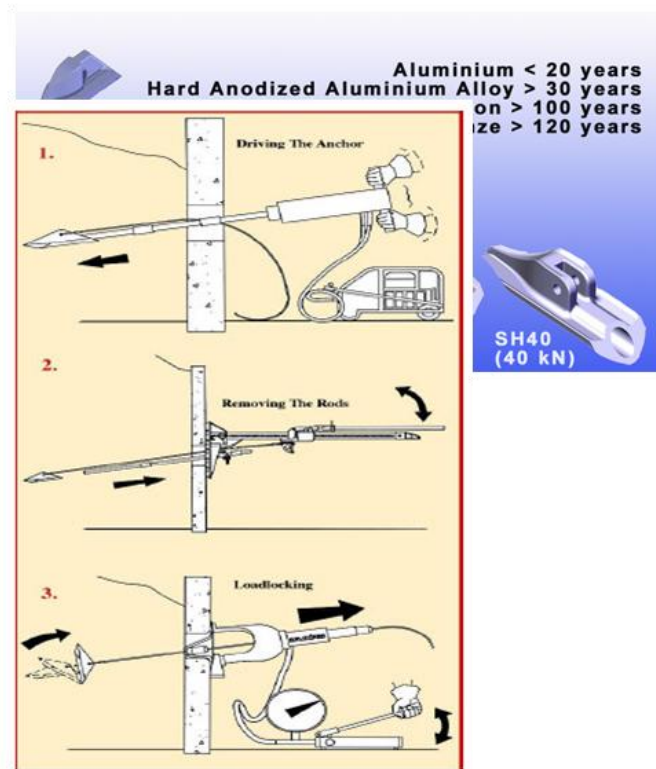 Aluminium < 20 years
Hard Anodized Aluminium Alloy > 30 years
on > 100 years
ze > 120 years
1.
Driving The Anchor
SH40
(40 kN)
2.
Removing The Rods
3.
Loadlocking